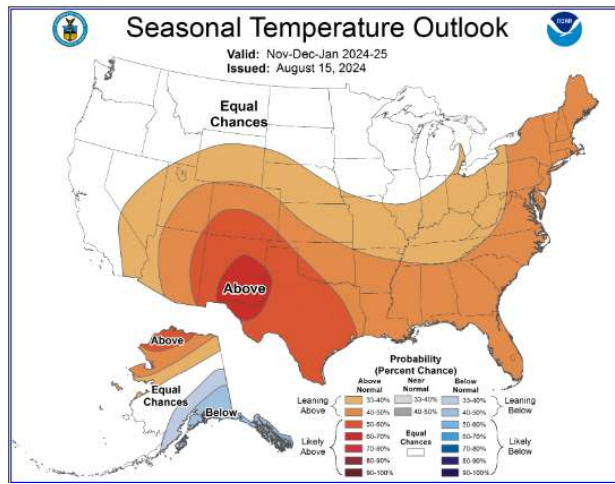 Seasonal Temperature Outlook
NOAA
Valid: Nov-Dec-Jan 2024-25
Issued: August 15, 2024
Equal
Chances
Above
Above
Equal
Chances
Below
Probability
(Percent Chance)
Above
Normal
Near
Normal
Below
Normal
Leaning
Above
33-40%
40-50%
33-40%
40-50%
33-40%
40-50%
Leaning
Below
Likely
Above
50-60%
60-70%
70-80%
80-90%
90-100%
Equal
Chances
50-60%
60-70%
70-80%
80-90%
90-100%
Likely
Below